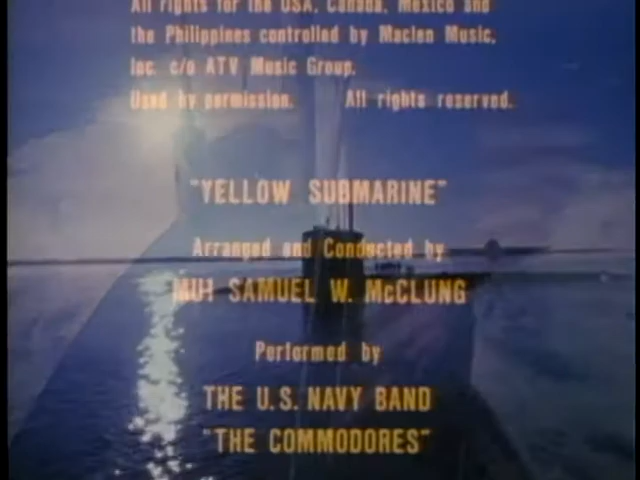 All rights for the USA, Canada, Mexico and
the Philippines controlled by Maclen Music,
Inc. c/o ATV Music Group.
Used by permission. All rights reserved.
"YELLOW SUBMARINE"
Arranged and Conducted by
MU1 SAMUEL W. McCLUNG
Performed by
THE U.S. NAVY BAND
"THE COMMODORES"